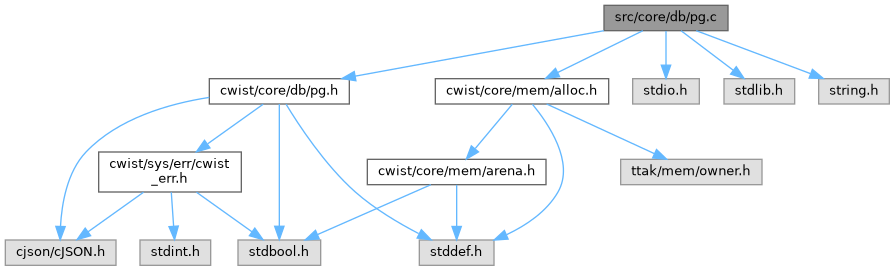 src/core/db/pg.c
cwist/core/db/pg.h
cwist/core/mem/alloc.h
stdio.h
stdlib.h
string.h
cwist/sys/err/cwist
_err.h
cwist/core/mem/arena.h
ttak/mem/owner.h
cjson/cJSON.h
stdint.h
stdbool.h
stddef.h